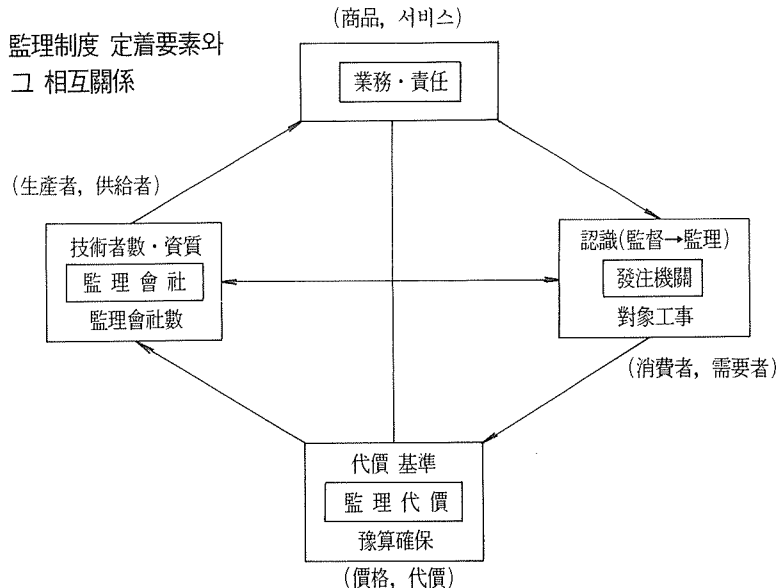 監理制度 定着要素와
그 相互關係
(商品, 서비스)
業務・責任
(生產者, 供給者)
技術者數・資質
監理會社
監理會社數
認識(監督→監理)
發注機關
對象工事
(消費者, 需要者)
代價 基準
監理代價
豫算確保
(價格, 代價)